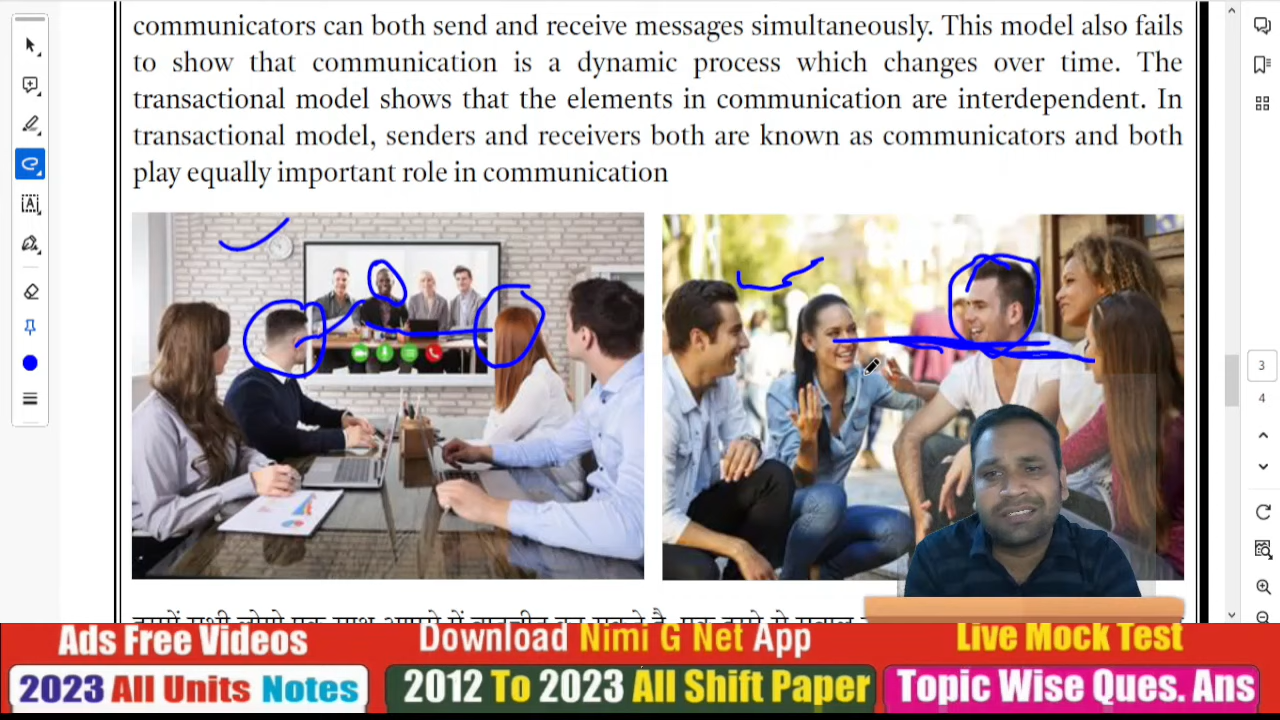 communicators can both send and receive messages simultaneously. This model also fails
to show that communication is a dynamic process which changes over time. The
transactional model shows that the elements in communication are interdependent. In
transactional model, senders and receivers both are known as communicators and both
play equally important role in communication
3
4
Ads Free Videos
Download Nimi G Net App
Live Mock Test
2023 All Units Notes
2012 To 2023 All Shift Paper
Topic Wise Ques. Ans